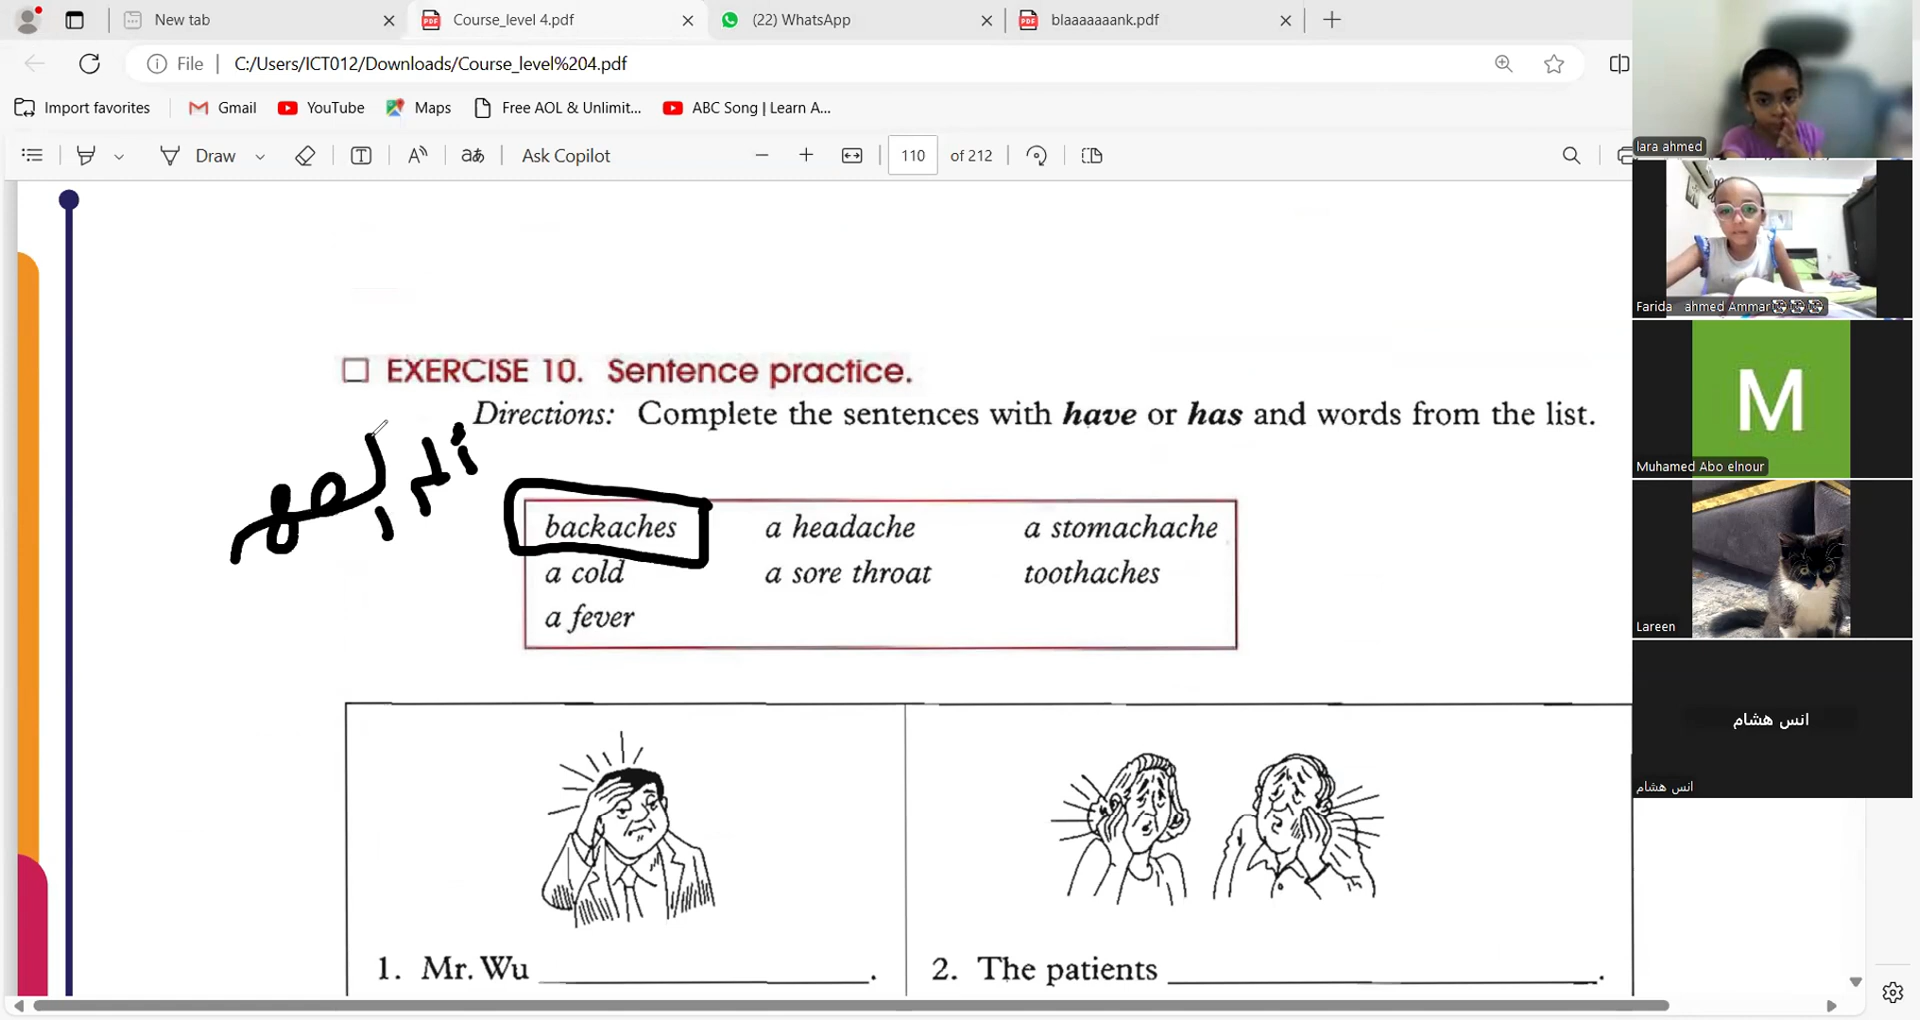 New tab
Course_level 4.pdf
(22) WhatsApp
blaaaaaaank.pdf
File
C:/Users/ICT012/Downloads/Course_level%204.pdf
Import favorites
Gmail
YouTube
Maps
Free AOL & Unlimit...
ABC Song | Learn A...
Draw
Ask Copilot
110 of 212
EXERCISE 10. Sentence practice.
Directions: Complete the sentences with have or has and words from the list.
backaches a headache a stomachache
a cold a sore throat toothaches
a fever
1. Mr. Wu ______.
2. The patients ______.
lara ahmed
Farida ahmed Ammar
M
Muhamed Abo elnour
Lareen
انس هشام
انس هشام